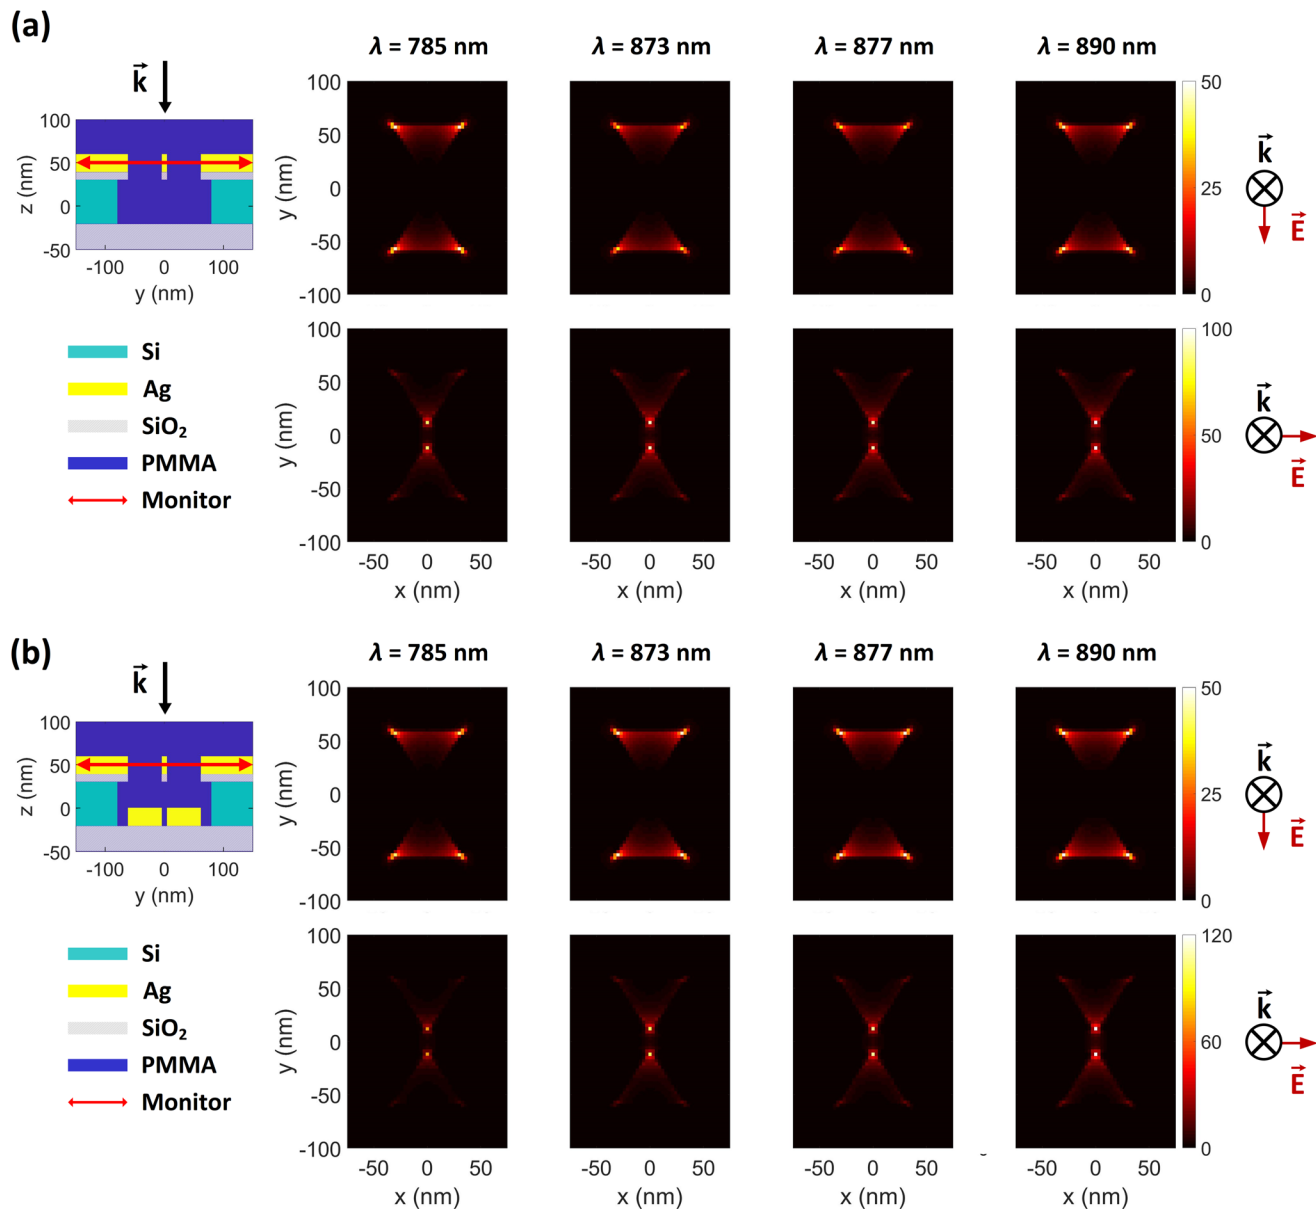 (a)
λ = 785 nm λ = 873 nm λ = 877 nm λ = 890 nm
k⃗
100
50
0
-50
z (nm)
-100 0 100
y (nm)
Si
Ag
SiO₂
PMMA
Monitor
100
50
0
-50
-100
y (nm)
50
25
0
k⃗
E⃗
100
50
0
-50
-100
y (nm)
-50 0 50 -50 0 50 -50 0 50 -50 0 50
x (nm) x (nm) x (nm) x (nm)
100
50
0
k⃗
E⃗
(b)
λ = 785 nm λ = 873 nm λ = 877 nm λ = 890 nm
k⃗
100
50
0
-50
z (nm)
-100 0 100
y (nm)
Si
Ag
SiO₂
PMMA
Monitor
100
50
0
-50
-100
y (nm)
50
25
0
k⃗
E⃗
100
50
0
-50
-100
y (nm)
-50 0 50 -50 0 50 -50 0 50 -50 0 50
x (nm) x (nm) x (nm) x (nm)
120
60
0
k⃗
E⃗